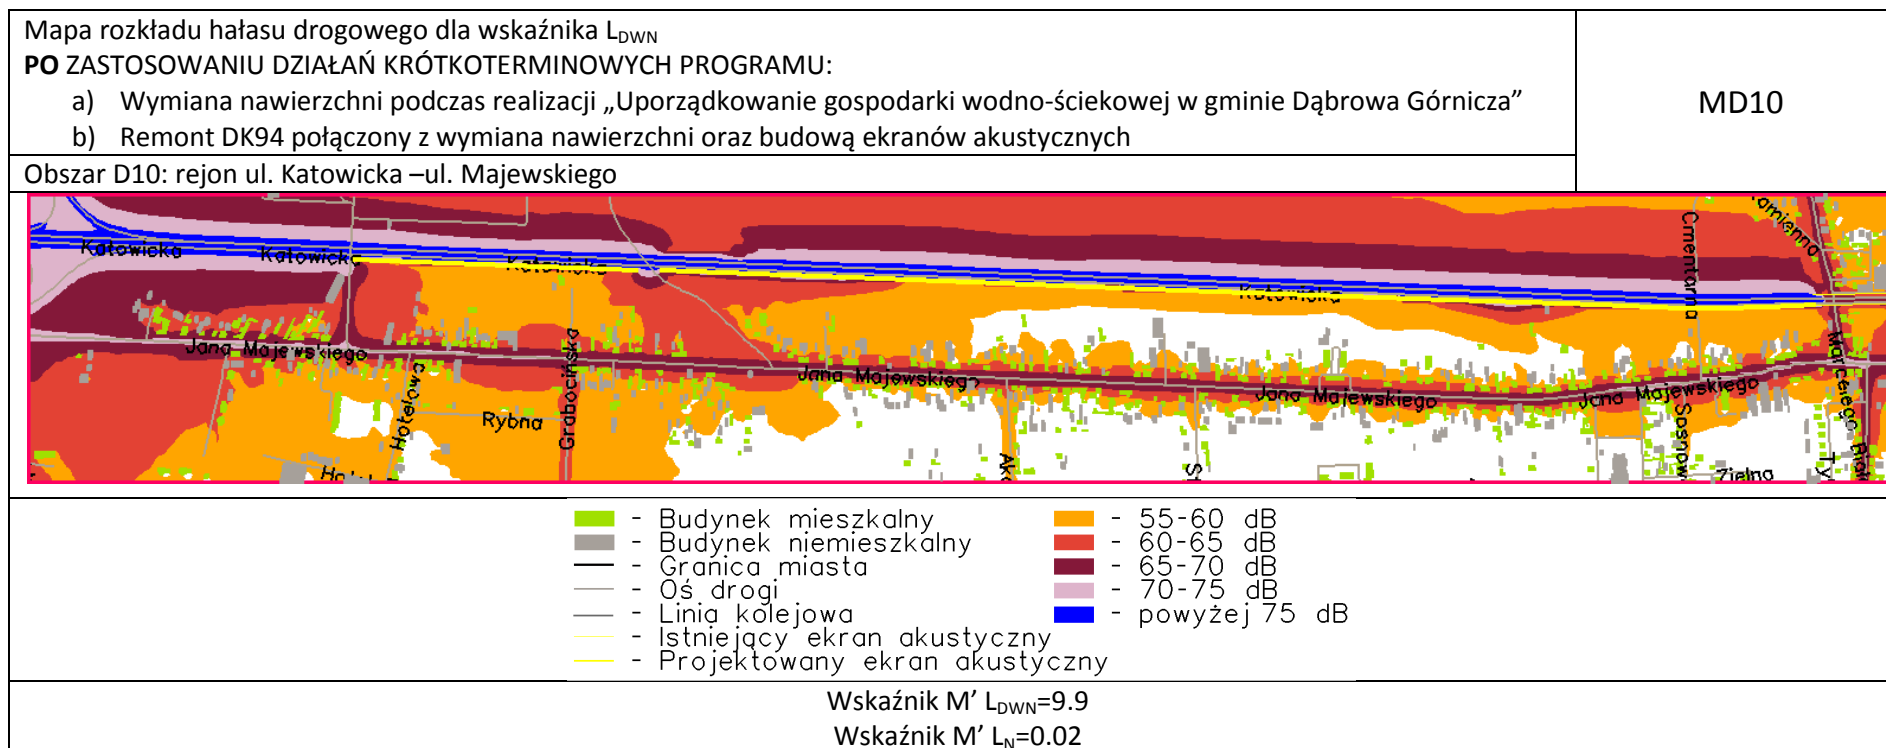 Mapa rozkładu hałasu drogowego dla wskaźnika LDWN
PO ZASTOSOWANIU DZIAŁAŃ KRÓTKOTERMINOWYCH PROGRAMU:
a) Wymiana nawierzchni podczas realizacji „Uporządkowanie gospodarki wodno-ściekowej w gminie Dąbrowa Górnicza”
b) Remont DK94 połączony z wymiana nawierzchni oraz budową ekranów akustycznych
MD10
Obszar D10: rejon ul. Katowicka –ul. Majewskiego
Katowicka
Katowicka
Katowicka
Katowicka
Cmentarna
Jana Majewskiego
Hotelowa
Rybna
Grabocińska
Jana Majewskiego
Jana Majewskiego
Jana Majewskiego
Zielna
- Budynek mieszkalny
- Budynek niemieszkalny
- Granica miasta
- Oś drogi
- Linia kolejowa
- Istniejący ekran akustyczny
- Projektowany ekran akustyczny
- 55-60 dB
- 60-65 dB
- 65-70 dB
- 70-75 dB
- powyżej 75 dB
Wskaźnik M’ LDWN=9.9
Wskaźnik M’ LN=0.02